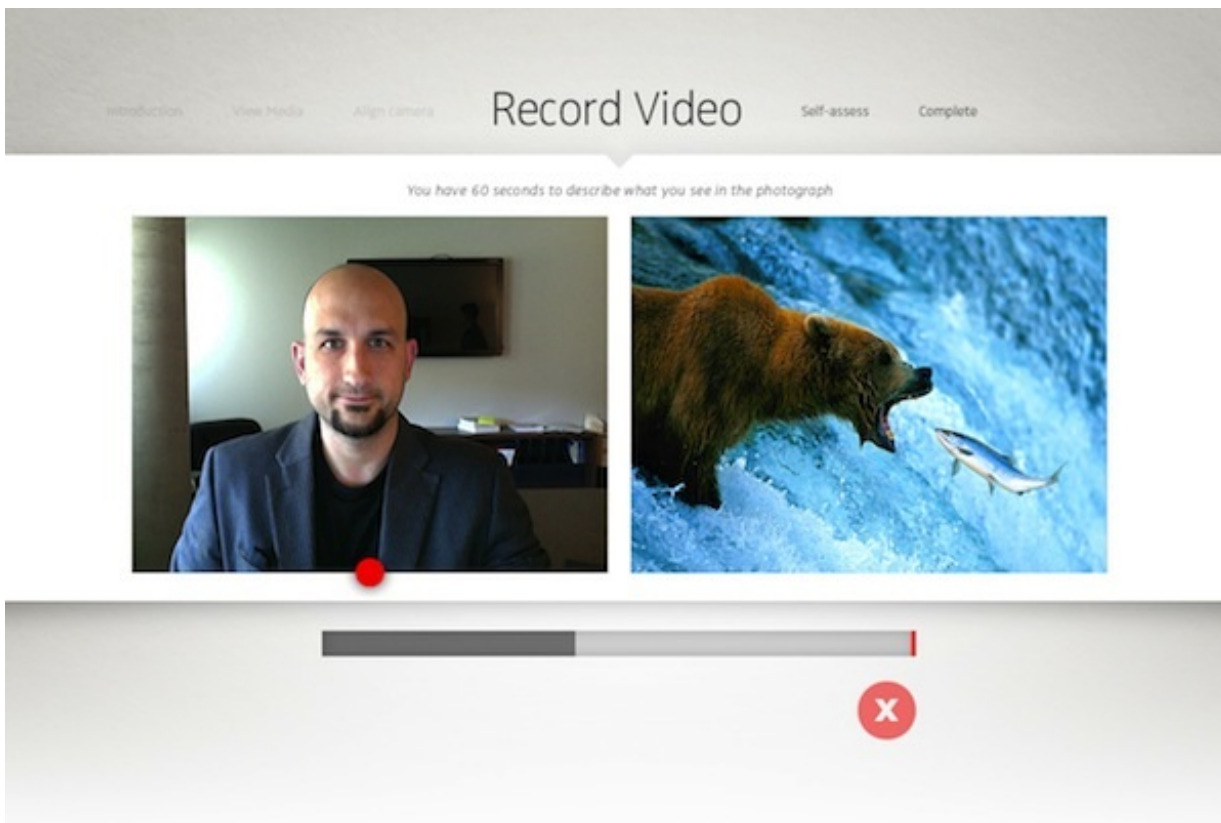 Introduction View Media Align camera Record Video Self-assess Complete
You have 60 seconds to describe what you see in the photograph
X